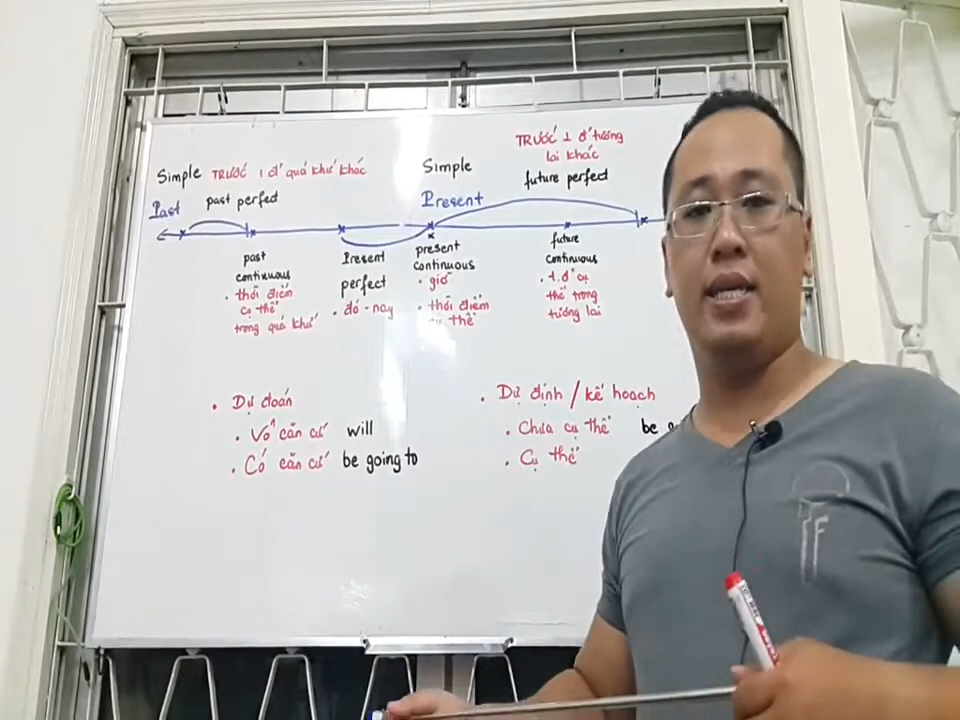 Simple TRƯỚC 1 đ' quá khứ khác
past perfect
Past
Simple
Present
TRƯỚC 1 đ' tương
lai khác
future perfect
past
continuous
• thời điểm
cụ thể
trong quá khứ
Present
perfect
• đó - nay
present
continuous
• giờ
• thời điểm
thể
future
continuous
• 1 đ' cụ
thể trong
tương lai
• Dự đoán
• Vô căn cứ will
• Có căn cứ be going to
• Dự định / kế hoạch
• Chưa cụ thể be
• Cụ thể